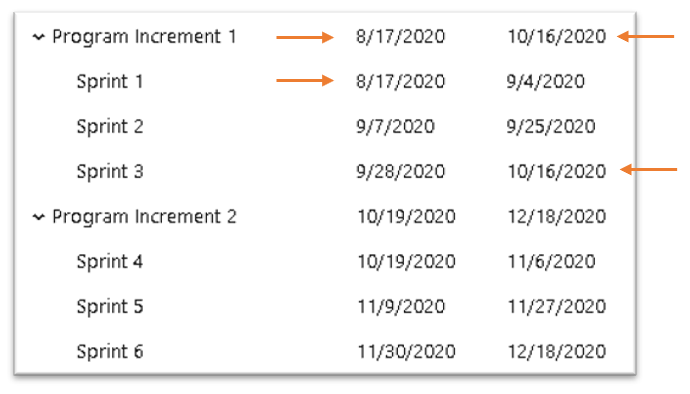 Program Increment 1 8/17/2020 10/16/2020
Sprint 1 8/17/2020 9/4/2020
Sprint 2 9/7/2020 9/25/2020
Sprint 3 9/28/2020 10/16/2020
Program Increment 2 10/19/2020 12/18/2020
Sprint 4 10/19/2020 11/6/2020
Sprint 5 11/9/2020 11/27/2020
Sprint 6 11/30/2020 12/18/2020